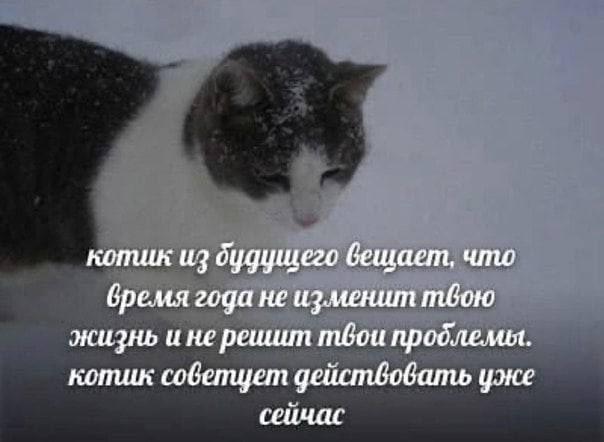 котик из будущего вещает, что
время года не изменит твою
жизнь и не решит твои проблемы.
котик советует действовать уже
сейчас